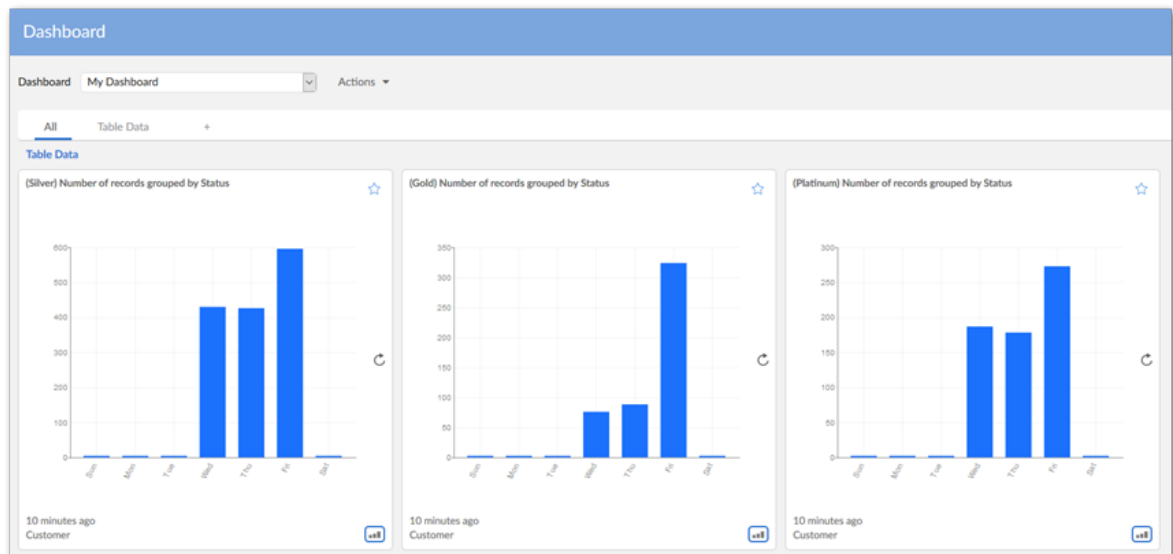 Dashboard
Dashboard My Dashboard Actions
All Table Data +
Table Data
(Silver) Number of records grouped by Status
600
500
400
300
200
100
0
Sun Mon Tue Wed Thu Fri Sat
10 minutes ago
Customer
(Gold) Number of records grouped by Status
350
300
250
200
150
100
50
0
Sun Mon Tue Wed Thu Fri Sat
10 minutes ago
Customer
(Platinum) Number of records grouped by Status
300
250
200
150
100
50
0
Sun Mon Tue Wed Thu Fri Sat
10 minutes ago
Customer